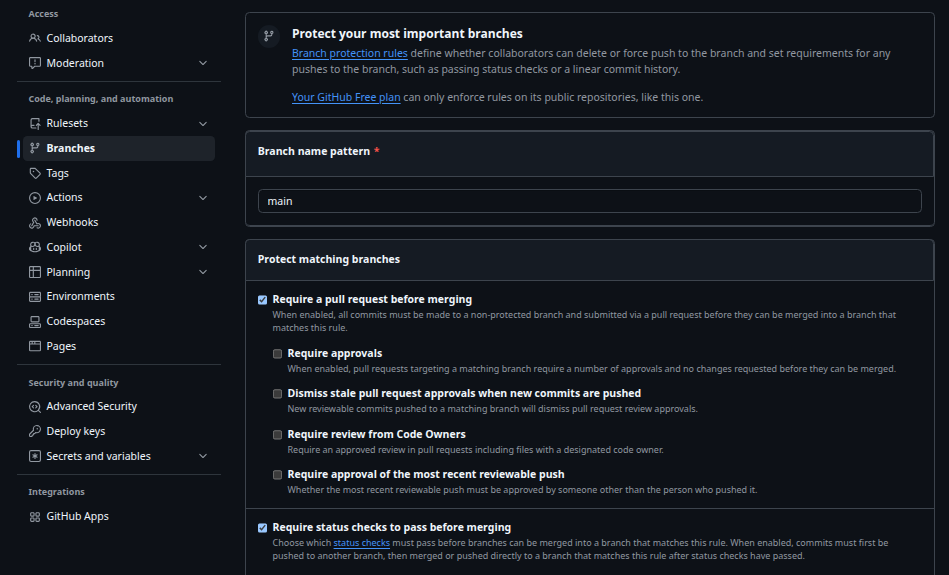 Access
Collaborators
Moderation
Code, planning, and automation
Rulesets
Branches
Tags
Actions
Webhooks
Copilot
Planning
Environments
Codespaces
Pages
Security and quality
Advanced Security
Deploy keys
Secrets and variables
Integrations
GitHub Apps
Protect your most important branches
Branch protection rules define whether collaborators can delete or force push to the branch and set requirements for any
pushes to the branch, such as passing status checks or a linear commit history.
Your GitHub Free plan can only enforce rules on its public repositories, like this one.
Branch name pattern *
main
Protect matching branches
Require a pull request before merging
When enabled, all commits must be made to a non-protected branch and submitted via a pull request before they can be merged into a branch that
matches this rule.
Require approvals
When enabled, pull requests targeting a matching branch require a number of approvals and no changes requested before they can be merged.
Dismiss stale pull request approvals when new commits are pushed
New reviewable commits pushed to a matching branch will dismiss pull request review approvals.
Require review from Code Owners
Require an approved review in pull requests including files with a designated code owner.
Require approval of the most recent reviewable push
Whether the most recent reviewable push must be approved by someone other than the person who pushed it.
Require status checks to pass before merging
Choose which status checks must pass before branches can be merged into a branch that matches this rule. When enabled, commits must first be
pushed to another branch, then merged or pushed directly to a branch that matches this rule after status checks have passed.